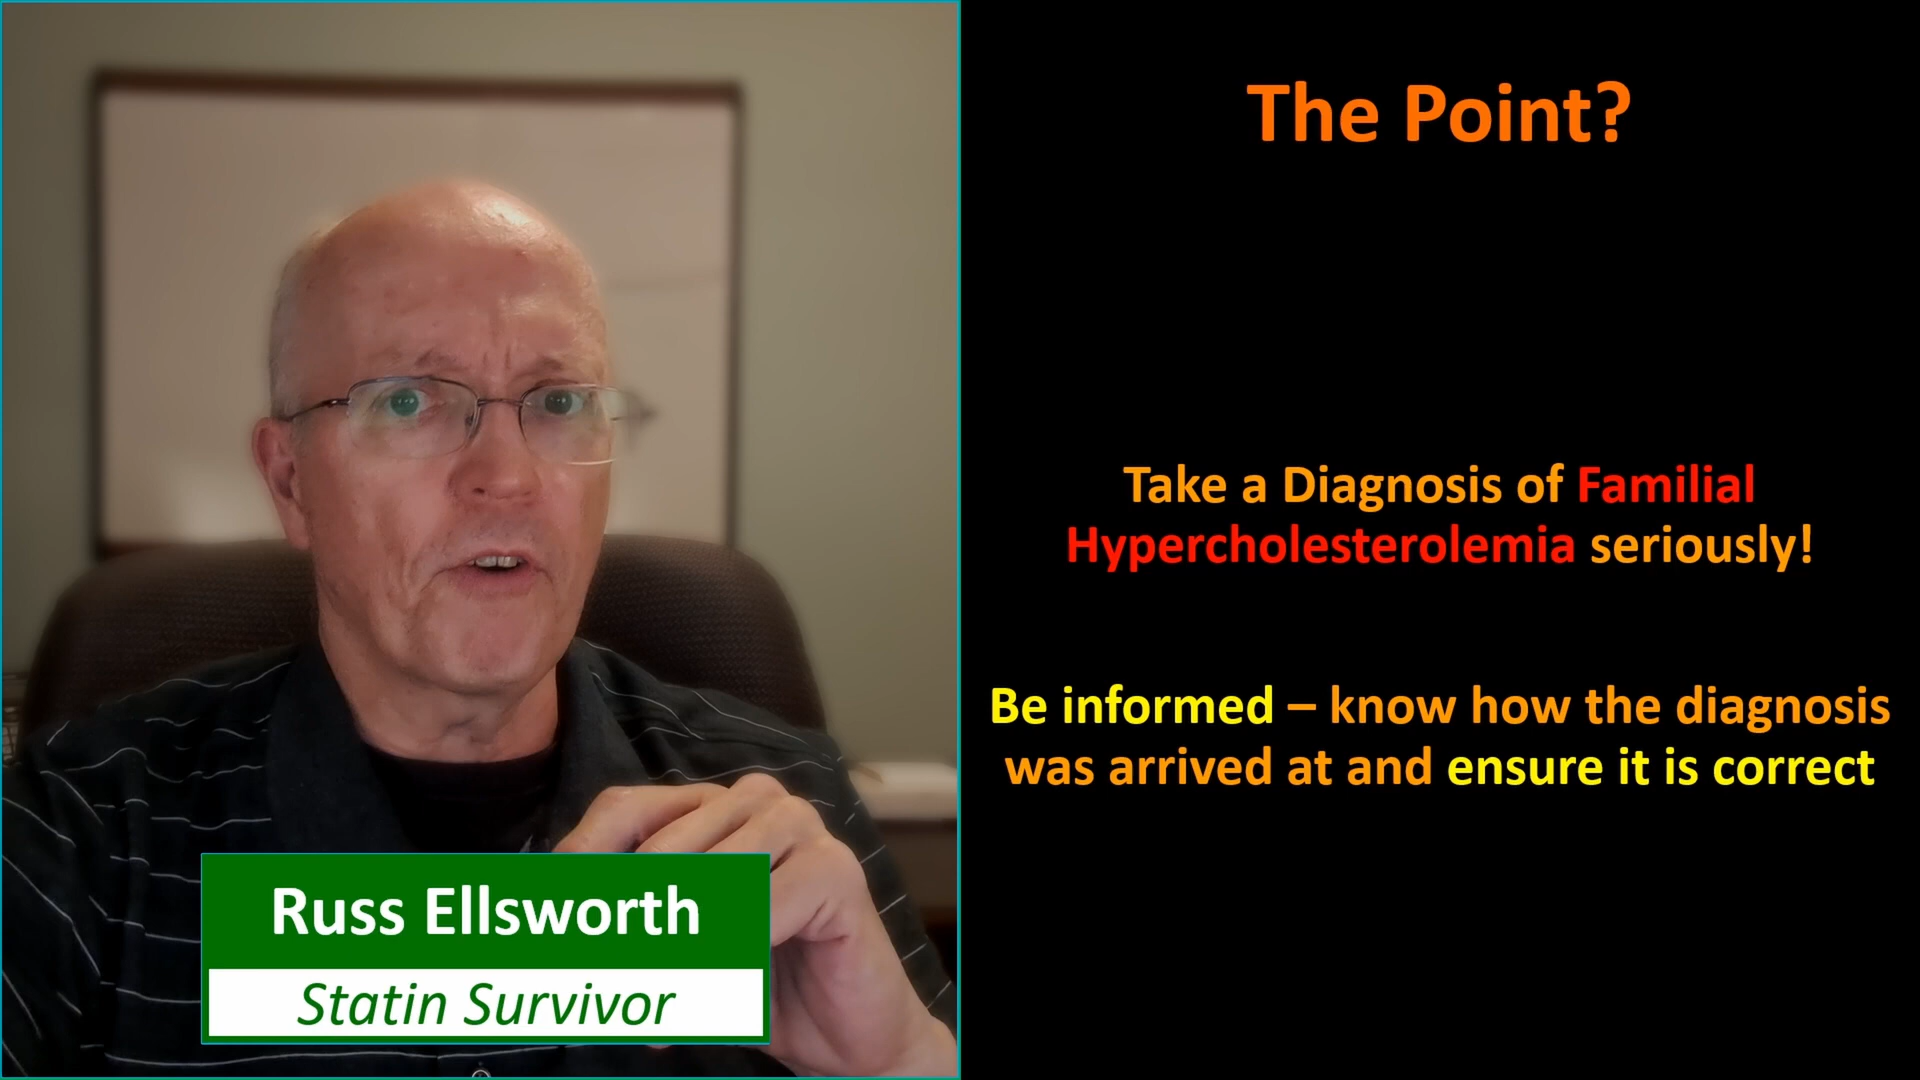 The Point?
Take a Diagnosis of Familial
Hypercholesterolemia seriously!
Be informed – know how the diagnosis
was arrived at and ensure it is correct
Russ Ellsworth
Statin Survivor